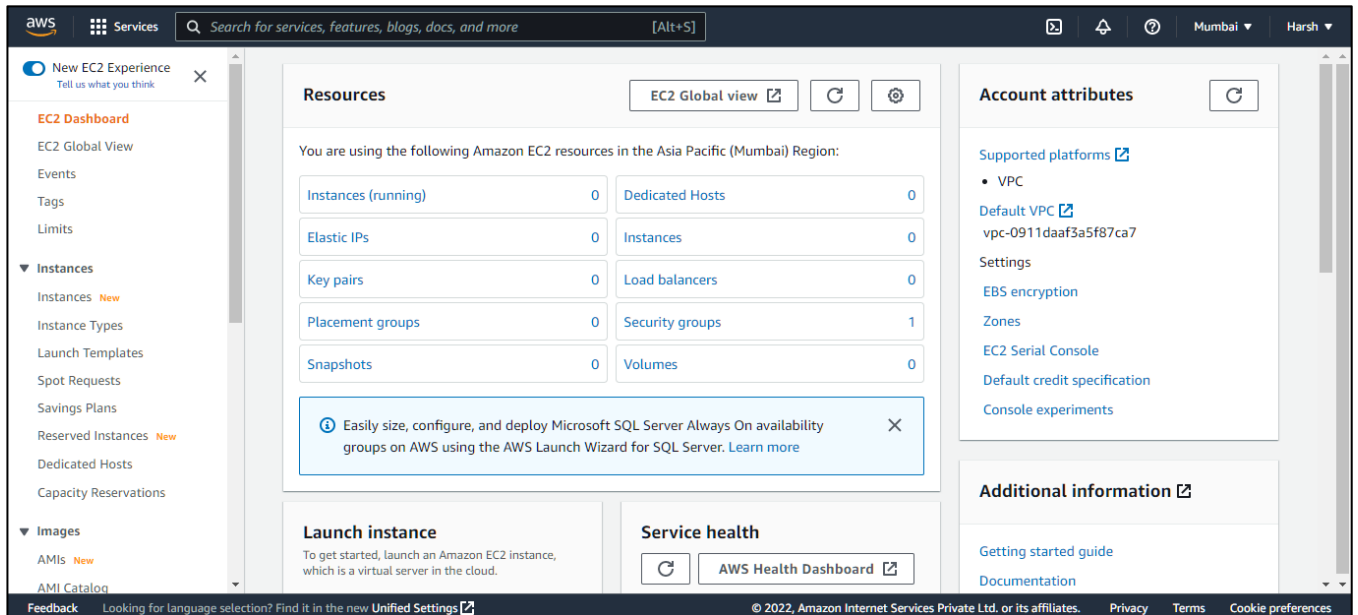 aws
Services
Search for services, features, blogs, docs, and more
[Alt+S]
Mumbai ▼
Harsh ▼
New EC2 Experience
Tell us what you think
EC2 Dashboard
EC2 Global View
Events
Tags
Limits
▼ Instances
Instances New
Instance Types
Launch Templates
Spot Requests
Savings Plans
Reserved Instances New
Dedicated Hosts
Capacity Reservations
▼ Images
AMIs New
AMI Catalog
Resources
EC2 Global view
You are using the following Amazon EC2 resources in the Asia Pacific (Mumbai) Region:
Instances (running) 0
Dedicated Hosts 0
Elastic IPs 0
Instances 0
Key pairs 0
Load balancers 0
Placement groups 0
Security groups 1
Snapshots 0
Volumes 0
Easily size, configure, and deploy Microsoft SQL Server Always On availability
groups on AWS using the AWS Launch Wizard for SQL Server. Learn more
Launch instance
To get started, launch an Amazon EC2 instance,
which is a virtual server in the cloud.
Service health
AWS Health Dashboard
Account attributes
Supported platforms
• VPC
Default VPC
vpc-0911daaf3a5f87ca7
Settings
EBS encryption
Zones
EC2 Serial Console
Default credit specification
Console experiments
Additional information
Getting started guide
Documentation
Feedback
Looking for language selection? Find it in the new Unified Settings
© 2022, Amazon Internet Services Private Ltd. or its affiliates.
Privacy
Terms
Cookie preferences